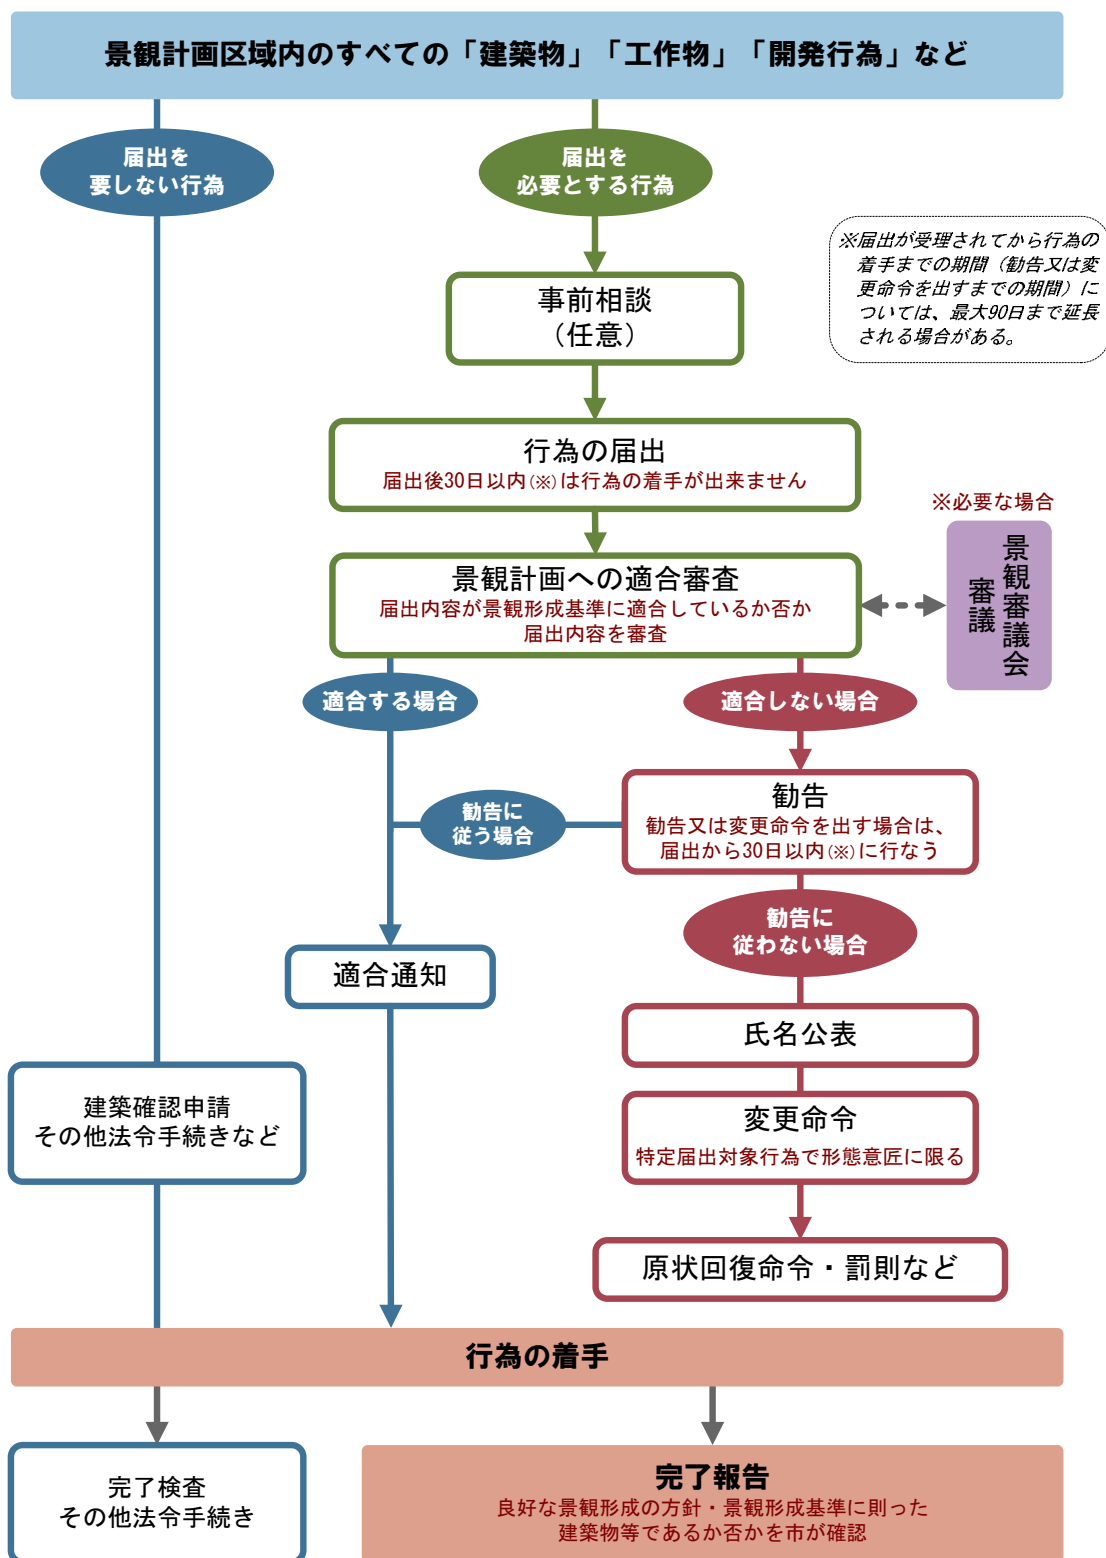 景観計画区域内のすべての「建築物」「工作物」「開発行為」など
届出を
要しない行為
届出を
必要とする行為
※届出が受理されてから行為の
着手までの期間（勧告又は変
更命令を出すまでの期間）に
ついては、最大90日まで延長
される場合がある。
事前相談
（任意）
行為の届出
届出後30日以内(※)は行為の着手が出来ません
※必要な場合
景観審議会
審議
景観計画への適合審査
届出内容が景観形成基準に適合しているか否か
届出内容を審査
適合する場合
適合しない場合
勧告
勧告又は変更命令を出す場合は、
届出から30日以内(※)に行なう
勧告に
従う場合
勧告に
従わない場合
適合通知
氏名公表
建築確認申請
その他法令手続きなど
変更命令
特定届出対象行為で形態意匠に限る
原状回復命令・罰則など
行為の着手
完了検査
その他法令手続き
完了報告
良好な景観形成の方針・景観形成基準に則った
建築物等であるか否かを市が確認